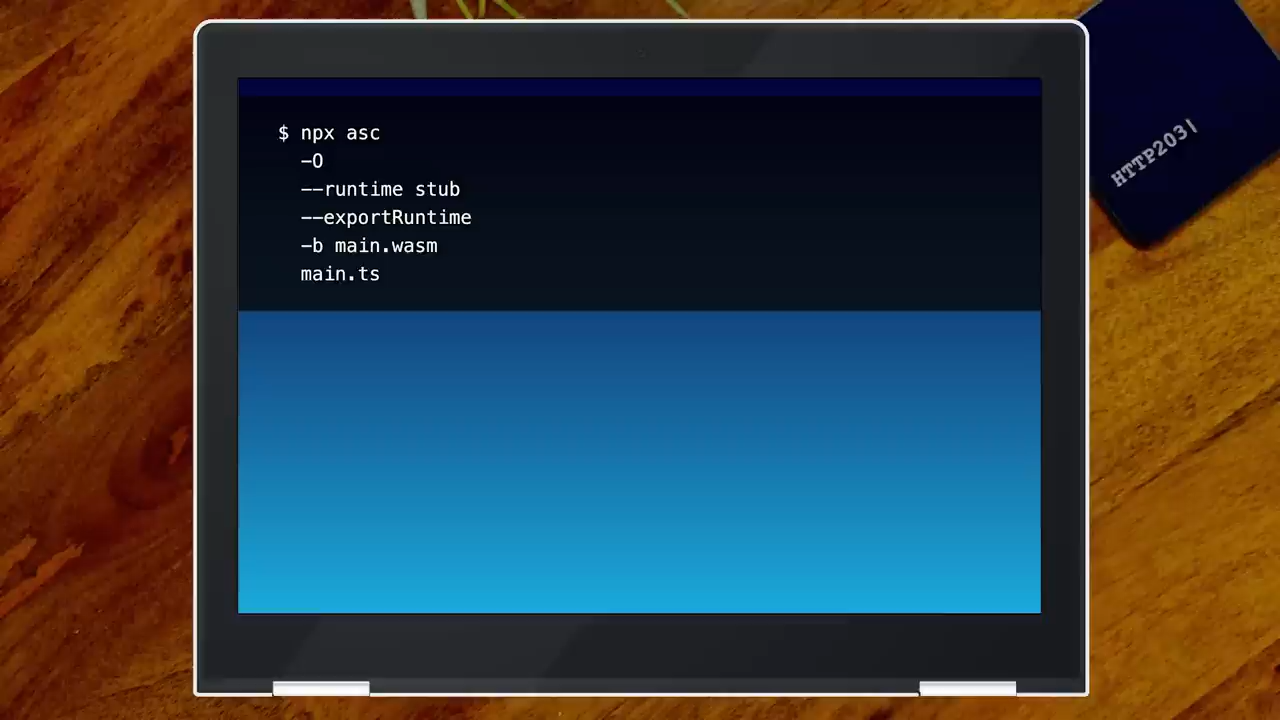 $ npx asc
-O
--runtime stub
--exportRuntime
-b main.wasm
main.ts
HTTP203|